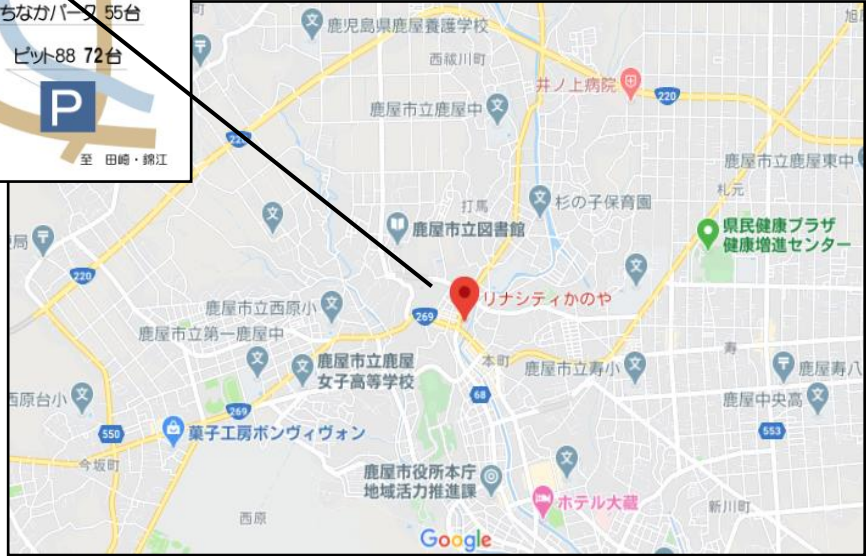 ちなかパーク 55台
ピット88 72台
P
至 田崎・錦江
町
鹿児島県鹿屋養護学校
西祓川町
井ノ上病院
220
旭原
鹿屋市立鹿屋中
220
鹿屋市立鹿屋東中
札元
打馬
杉の子保育園
鹿屋市立図書館
県民健康プラザ
健康増進センター
局
220
リナシティかのや
鹿屋市立西原小
269
鹿屋市立第一鹿屋中
寿
本町
鹿屋市立鹿屋
女子高等学校
鹿屋市立寿小
鹿屋寿八
西原台小
68
鹿屋中央高
269
550
菓子工房ボンヴィヴォン
553
今坂町
鹿屋市役所本庁
地域活力推進課
ホテル大蔵
新川町
西原
Google